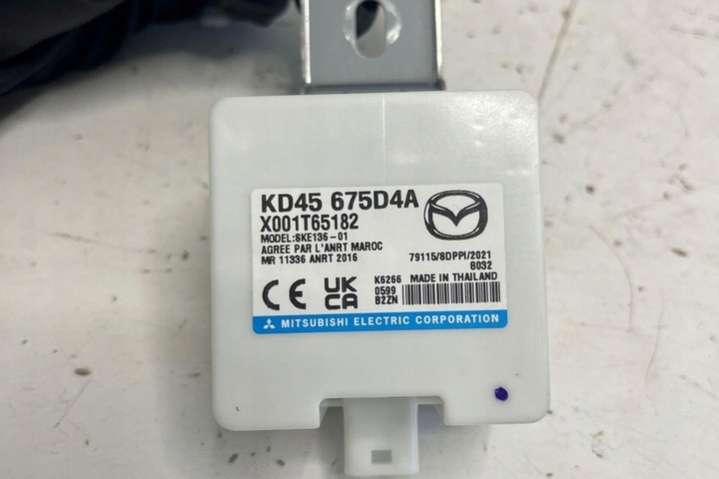 KD45 675D4A
X001T65182
MODEL:SKE136-01
AGREE PAR L'ANRT MAROC
MR 11336 ANRT 2016
79115/SDPPI/2021
8032
CE UK CA
K6266
0599
B2ZN
MADE IN THAILAND
MITSUBISHI ELECTRIC CORPORATION